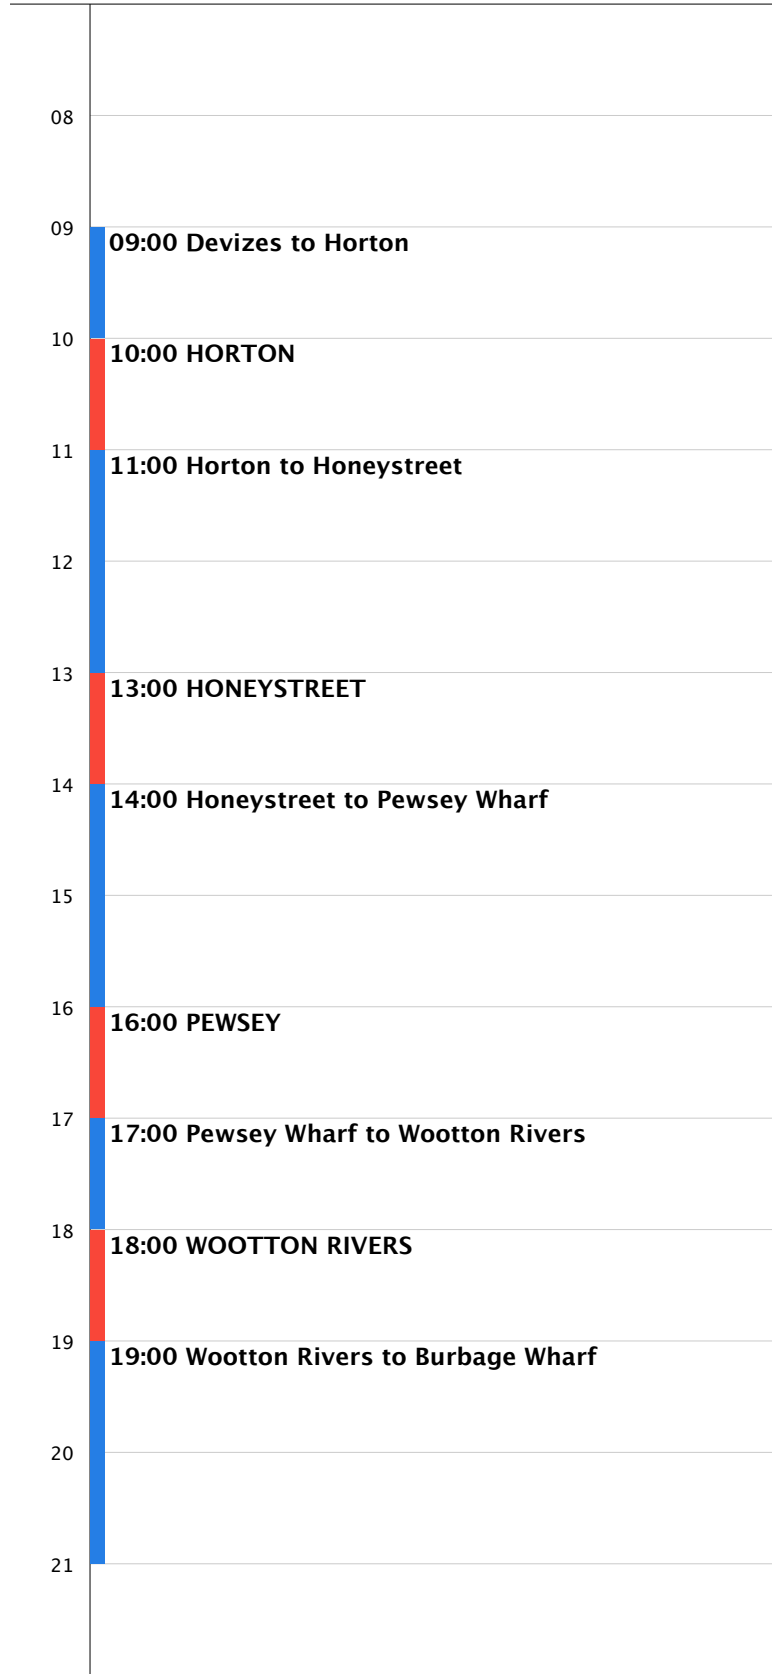 08
09
09:00 Devizes to Horton
10
10:00 HORTON
11
11:00 Horton to Honeystreet
12
13
13:00 HONEYSTREET
14
14:00 Honeystreet to Pewsey Wharf
15
16
16:00 PEWSEY
17
17:00 Pewsey Wharf to Wootton Rivers
18
18:00 WOOTTON RIVERS
19
19:00 Wootton Rivers to Burbage Wharf
20
21